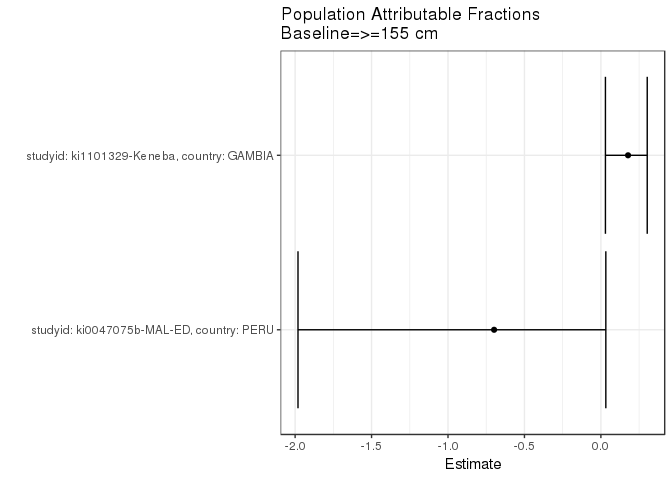 Population Attributable Fractions
Baseline=>=155 cm
studyid: ki1101329-Keneba, country: GAMBIA
studyid: ki0047075b-MAL-ED, country: PERU
-2.0 -1.5 -1.0 -0.5 0.0
Estimate